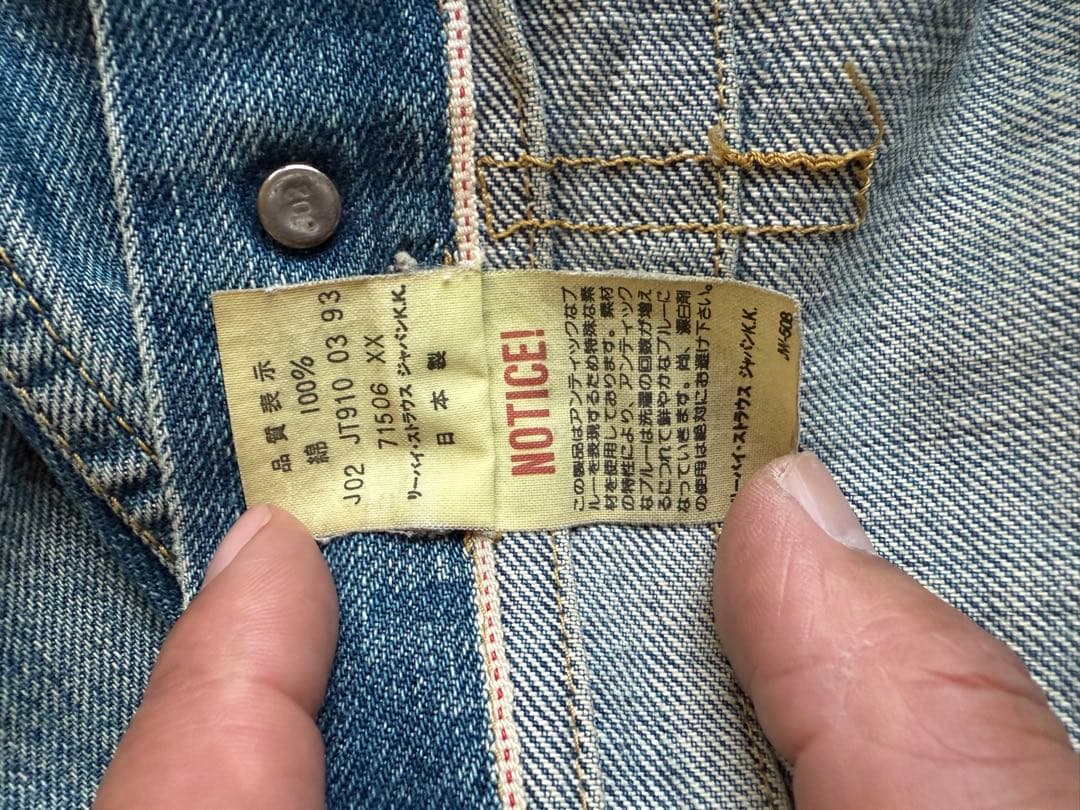 品質表示
綿 100%
J02 JT910 03 93
71506 XX
リーバイ・ストラウス ジャパンK.K.
日本製
NOTICE!
この製品はアンティックなブ
ルーを表現するため特殊な素
材を使用しております。素材
の特性により、アンティック
なブルーは洗濯の回数が増え
るにつれて鮮やかなブルーに
なっていきます。尚、漂白剤
の使用は絶対にお避け下さい。
リーバイ・ストラウス ジャパンK.K.